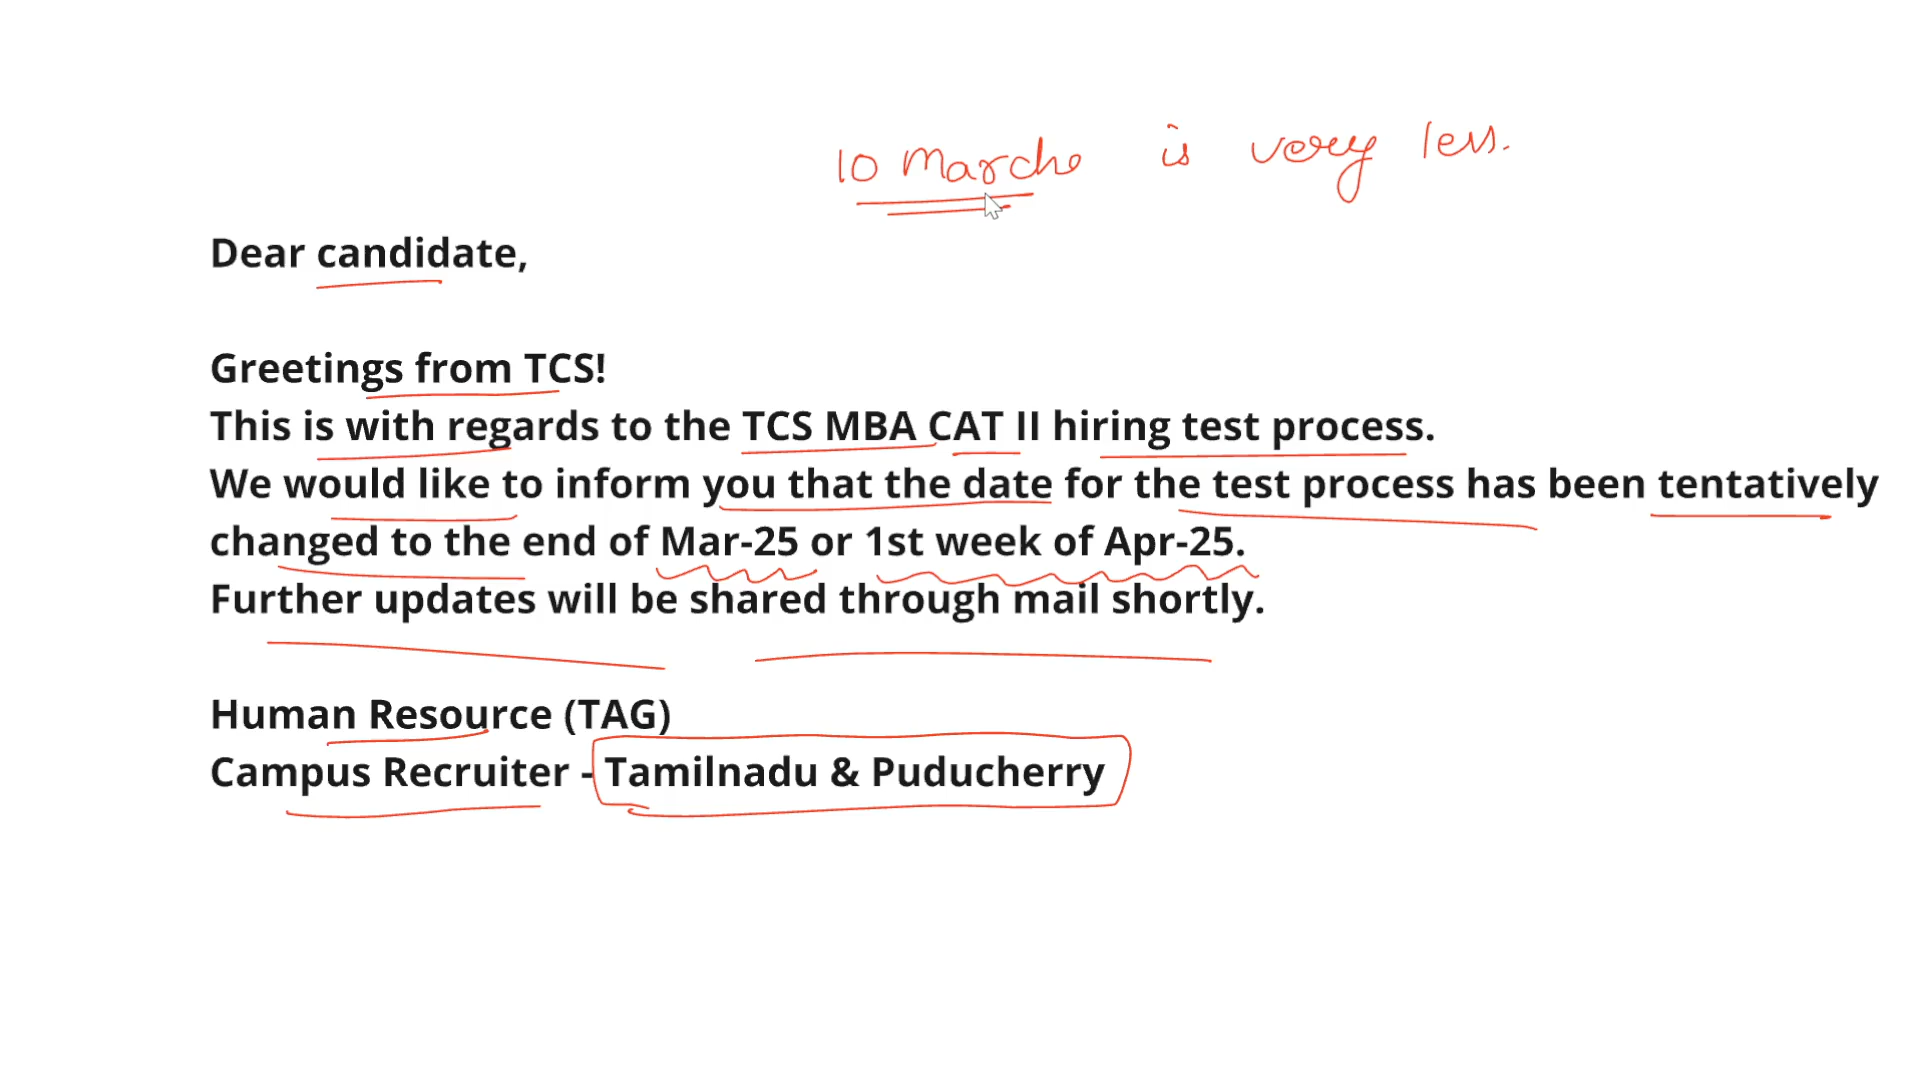 10 Marche is very less.
Dear candidate,
Greetings from TCS!
This is with regards to the TCS MBA CAT II hiring test process.
We would like to inform you that the date for the test process has been tentatively
changed to the end of Mar-25 or 1st week of Apr-25.
Further updates will be shared through mail shortly.
Human Resource (TAG)
Campus Recruiter - Tamilnadu & Puducherry